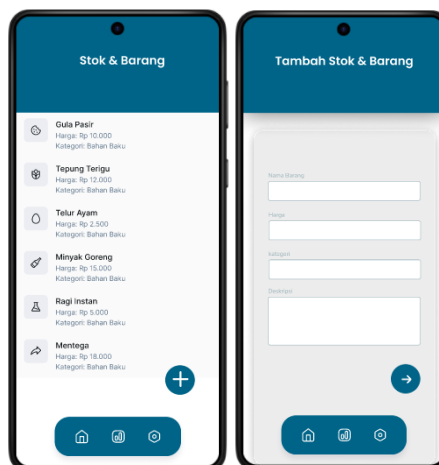 Stok & Barang
Gula Pasir
Harga: Rp 10.000
Kategori: Bahan Baku
Tepung Terigu
Harga: Rp 12.000
Kategori: Bahan Baku
Telur Ayam
Harga: Rp 2.500
Kategori: Bahan Baku
Minyak Goreng
Harga: Rp 15.000
Kategori: Bahan Baku
Ragi Instan
Harga: Rp 5.000
Kategori: Bahan Baku
Mentega
Harga: Rp 18.000
Kategori: Bahan Baku
Tambah Stok & Barang
Nama Barang
Harga
kategori
Deskripsi